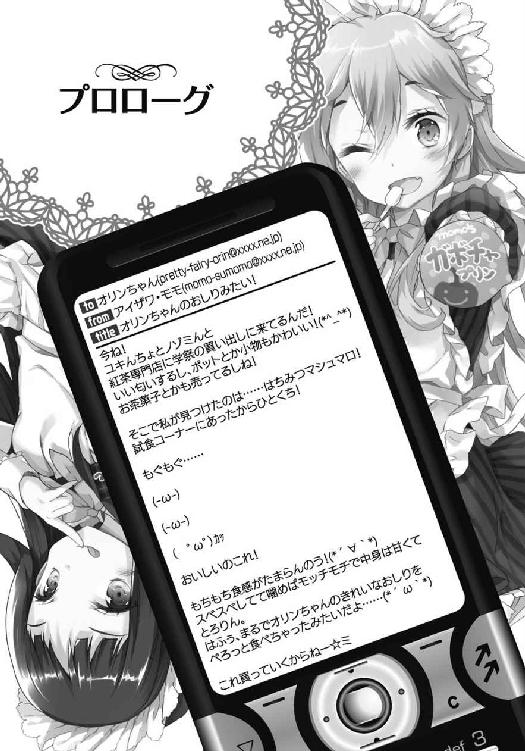 プロローグ
momo's
カボチャ
プリン
to オリンちゃん(pretty-fairy-orin@xxxx.ne.jp)
from アイザワ・モモ(momo-sumomo@xxxx.ne.jp)
title オリンちゃんのおしりみたい!
今ね!
ユキんちょとノゾミんと
紅茶専門店に学祭の買い出しに来てるんだ!
いい匂いするし、ポットとか小物もかわいい!(*^_^*)
お茶菓子とかも売ってるしね!
そこで私が見つけたのは……はちみつマシュマロ!
試食コーナーにあったからひとくち!
もぐもぐ……
(-ω-)
(-ω-)
( ゚ω゚)カッ
おいしいのこれ!
もちもち食感がたまらんのう!(*´∀`*)
スベスベしてて噛めばモッチモチで中身は甘くて
とろりん。
はふぅ、まるでオリンちゃんのきれいなおしりを
ぺろっと食べちゃったみたいだよ……(*´ω`*)
これ買っていくからねー☆ミ
C
def 3